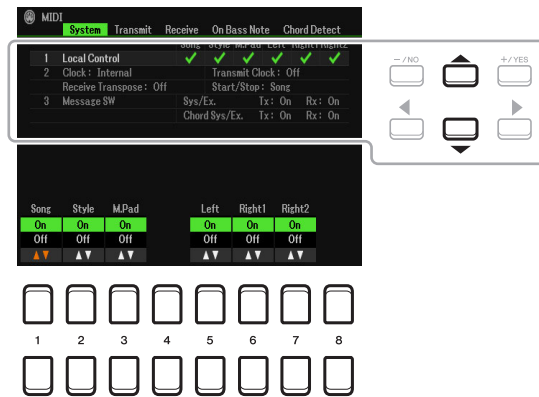 MIDI
System Transmit Receive On Bass Note Chord Detect
Song Style M.Pad Left Right1 Right2
1 Local Control
2 Clock : Internal Transmit Clock : Off
Receive Transpose : Off Start/Stop : Song
3 Message SW Sys/Ex. Tx : On Rx : On
Chord Sys/Ex. Tx : On Rx : On
−/NO +/YES
Song Style M.Pad Left Right1 Right2
On On On On On On
Off Off Off Off Off Off
1 2 3 4 5 6 7 8